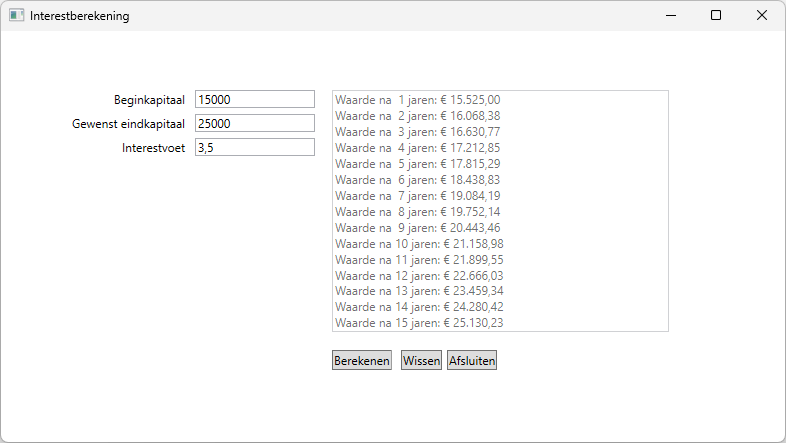 Interestberekening
Beginkapitaal 15000
Gewenst eindkapitaal 25000
Interestvoet 3,5
Waarde na  1 jaren: € 15.525,00
Waarde na  2 jaren: € 16.068,38
Waarde na  3 jaren: € 16.630,77
Waarde na  4 jaren: € 17.212,85
Waarde na  5 jaren: € 17.815,29
Waarde na  6 jaren: € 18.438,83
Waarde na  7 jaren: € 19.084,19
Waarde na  8 jaren: € 19.752,14
Waarde na  9 jaren: € 20.443,46
Waarde na 10 jaren: € 21.158,98
Waarde na 11 jaren: € 21.899,55
Waarde na 12 jaren: € 22.666,03
Waarde na 13 jaren: € 23.459,34
Waarde na 14 jaren: € 24.280,42
Waarde na 15 jaren: € 25.130,23
Berekenen Wissen Afsluiten